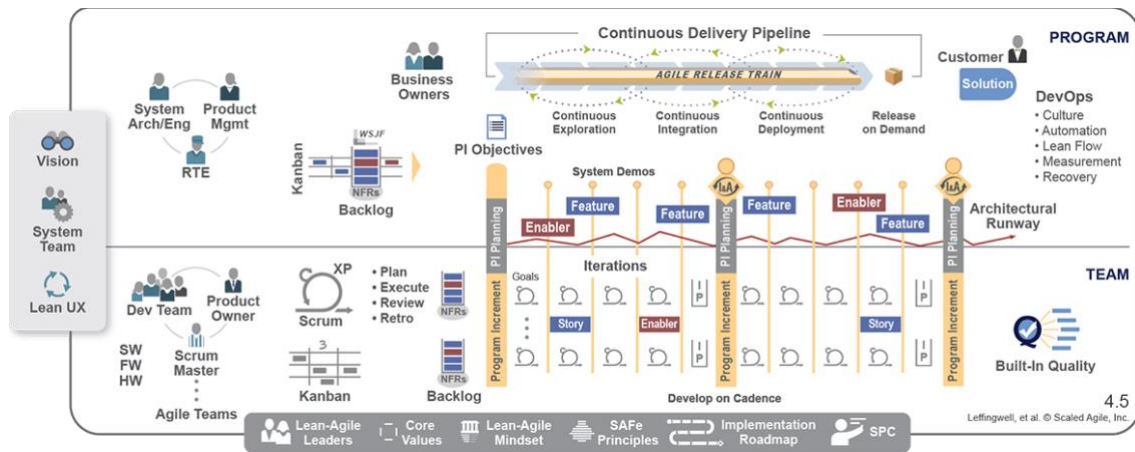 Continuous Delivery Pipeline
PROGRAM
AGILE RELEASE TRAIN
Continuous
Exploration
Continuous
Integration
Continuous
Deployment
Release
on Demand
Customer
Solution
DevOps
• Culture
• Automation
• Lean Flow
• Measurement
• Recovery
Business
Owners
System
Arch/Eng
Product
Mgmt
RTE
Vision
System
Team
Lean UX
Kanban
WSJF
NFRs
Backlog
PI Objectives
System Demos
Enabler
Feature
Feature
Feature
Enabler
Feature
I&A
I&A
Architectural
Runway
PI Planning
PI Planning
PI Planning
TEAM
Dev Team
Product
Owner
Scrum
Master
SW
FW
HW
Agile Teams
XP
Scrum
• Plan
• Execute
• Review
• Retro
3
Kanban
NFRs
NFRs
Backlog
Program Increment
Program Increment
Program Increment
Goals
Iterations
Story
Enabler
Story
I P
I P
I P
I P
Develop on Cadence
Built-In Quality
4.5
Leffingwell, et al. © Scaled Agile, Inc.
Lean-Agile
Leaders
Core
Values
Lean-Agile
Mindset
SAFe
Principles
Implementation
Roadmap
SPC